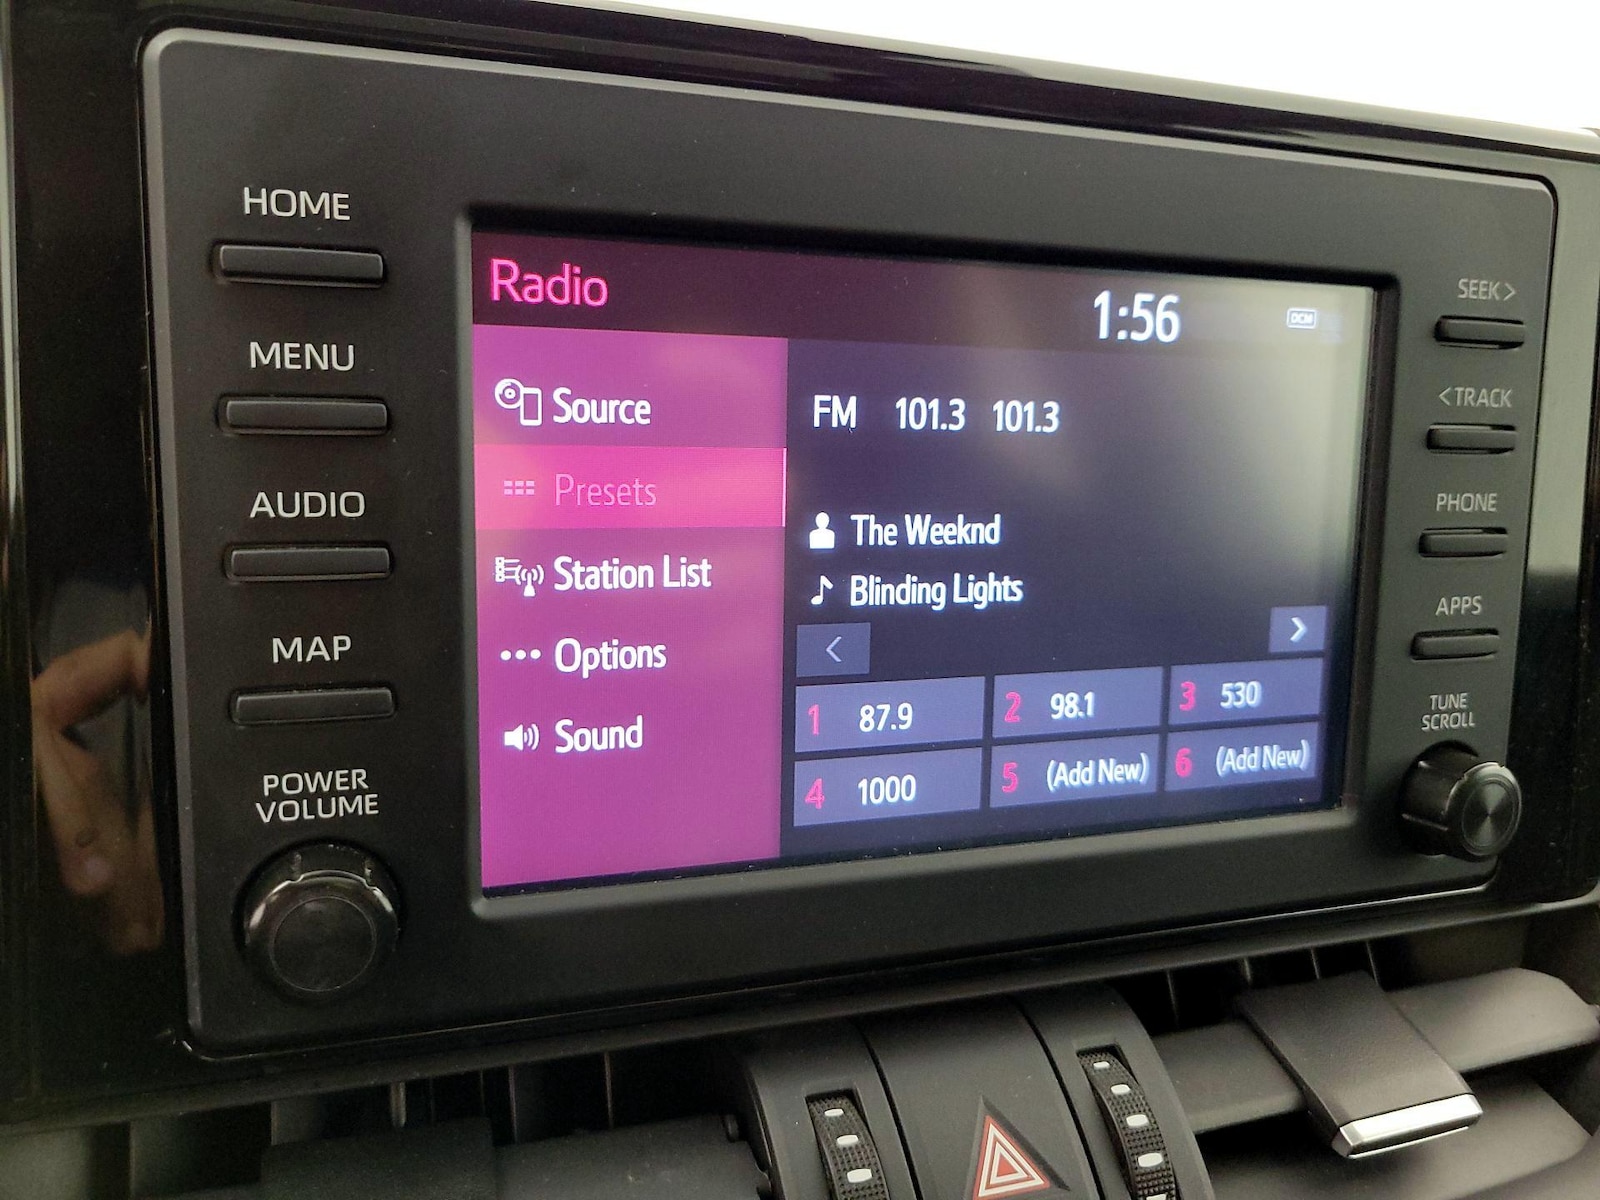 HOME
MENU
AUDIO
MAP
POWER
VOLUME
Radio
1:56
DCM
Source
Presets
Station List
Options
Sound
FM 101.3 101.3
The Weeknd
Blinding Lights
<
>
1 87.9
2 98.1
3 530
4 1000
5 (Add New)
6 (Add New)
SEEK>
<TRACK
PHONE
APPS
TUNE
SCROLL